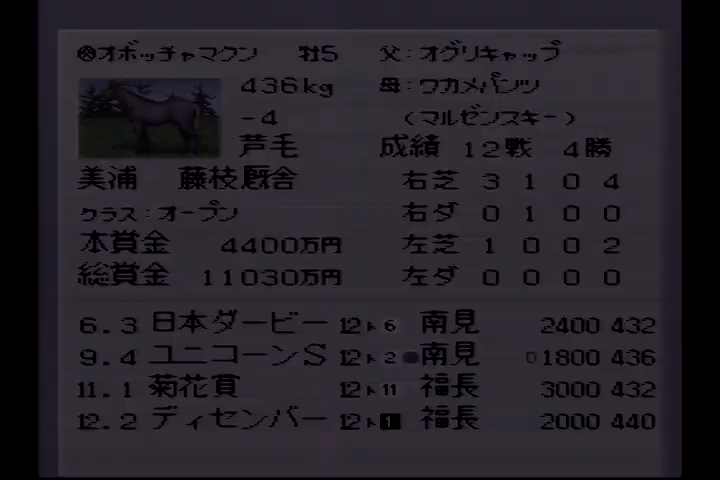 オボッチャマクン 牡5 父:オグリキャップ
436kg 母:ワカメパンツ
-4 (マルゼンスキー)
芦毛 成績 12戦 4勝
美浦 藤枝厩舎 右芝 3 1 0 4
クラス:オープン 右ダ 0 1 0 0
本賞金 4400万円 左芝 1 0 0 2
総賞金 11030万円 左ダ 0 0 0 0
6.3 日本ダービー 12ト6 南見 2400 432
9.4 ユニコーンS 12ト2 ●南見 D1800 436
11.1 菊花賞 12ト11 福長 3000 432
12.2 ディセンバー 12ト1 福長 2000 440